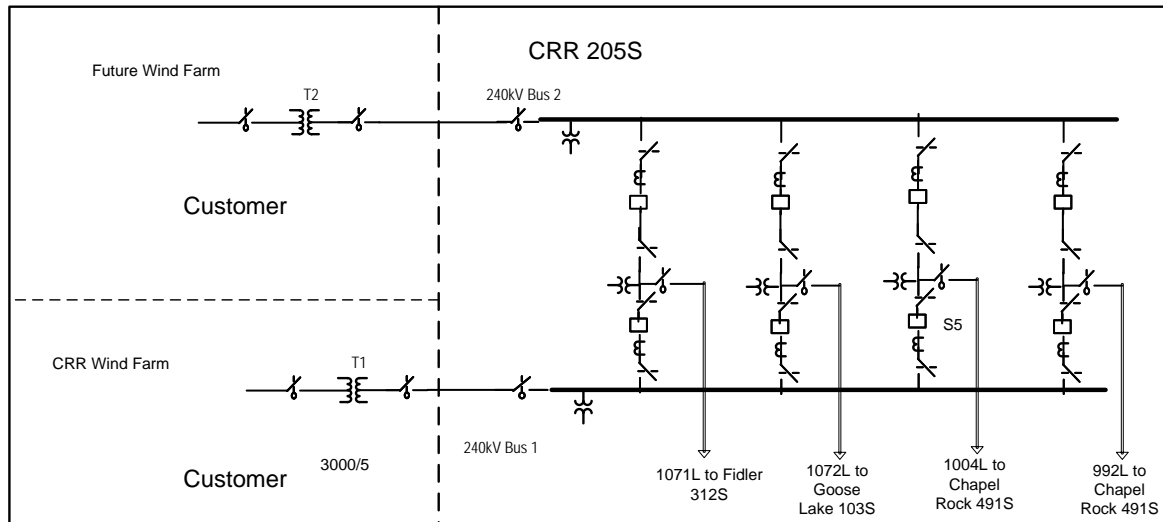 CRR 205S
Future Wind Farm
T2
240kV Bus 2
Customer
S5
CRR Wind Farm
T1
240kV Bus 1
3000/5
Customer
1071L to Fidler
312S
1072L to
Goose
Lake 103S
1004L to
Chapel
Rock 491S
992L to
Chapel
Rock 491S